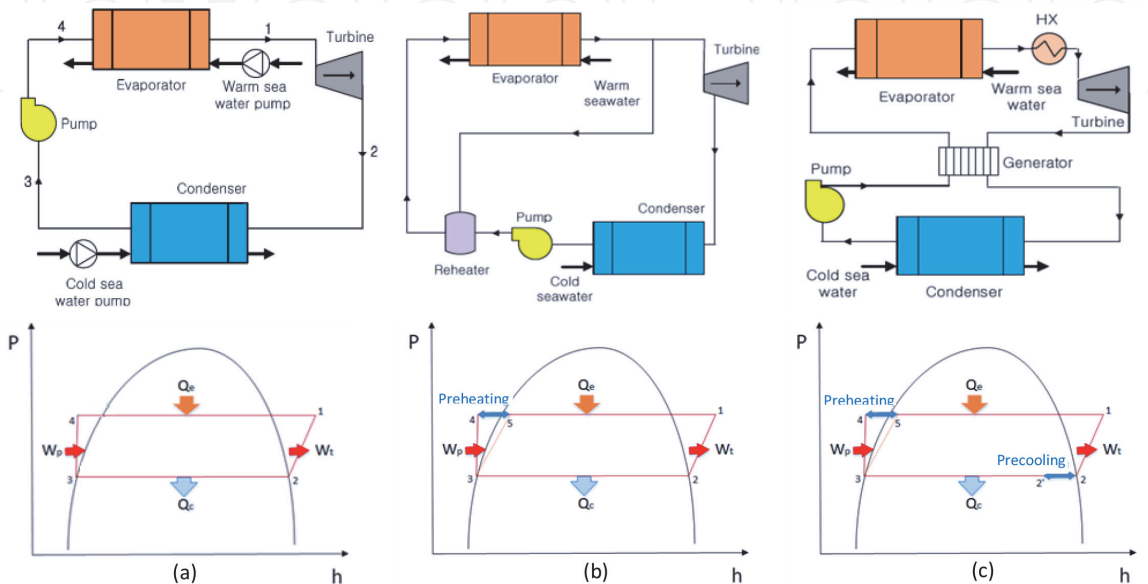 4
1
Turbine
Evaporator
Warm sea
water pump
Pump
2
3
Condenser
Cold sea
water pump
Turbine
Evaporator
Warm
seawater
Pump
Condenser
Reheater
Cold
seawater
HX
Evaporator
Warm sea
water
Turbine
Generator
Pump
Cold sea
water
Condenser
P
Qe
4
1
Wp
Wt
3
2
Qc
(a)
h
P
Preheating
Qe
4
5
1
Wp
Wt
3
2
Qc
(b)
h
P
Preheating
Qe
4
5
1
Wp
Wt
Precooling
3
2'
2
Qc
(c)
h